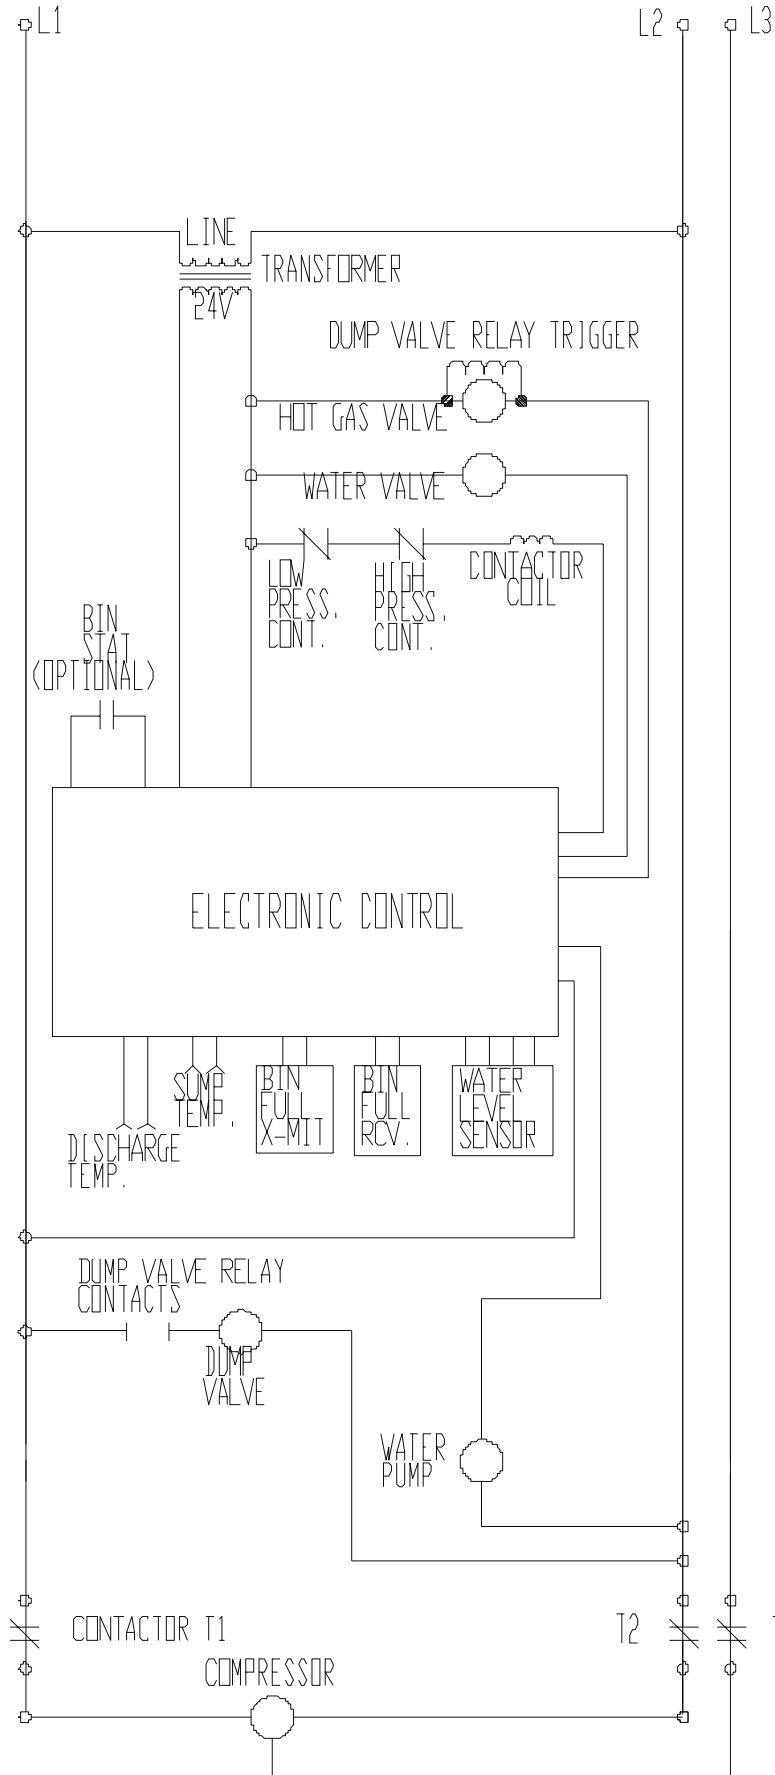 L1
L2
L3
LINE
TRANSFORMER
24V
DUMP VALVE RELAY TRIGGER
HOT GAS VALVE
WATER VALVE
LOW
PRESS.
CONT.
HIGH
PRESS.
CONT.
CONTACTOR
COIL
BIN
STAT
(OPTIONAL)
ELECTRONIC CONTROL
SUMP
TEMP.
BIN
FULL
X-MIT
BIN
FULL
RCV.
WATER
LEVEL
SENSOR
DISCHARGE
TEMP.
DUMP VALVE RELAY
CONTACTS
DUMP
VALVE
WATER
PUMP
CONTACTOR T1
T2
COMPRESSOR